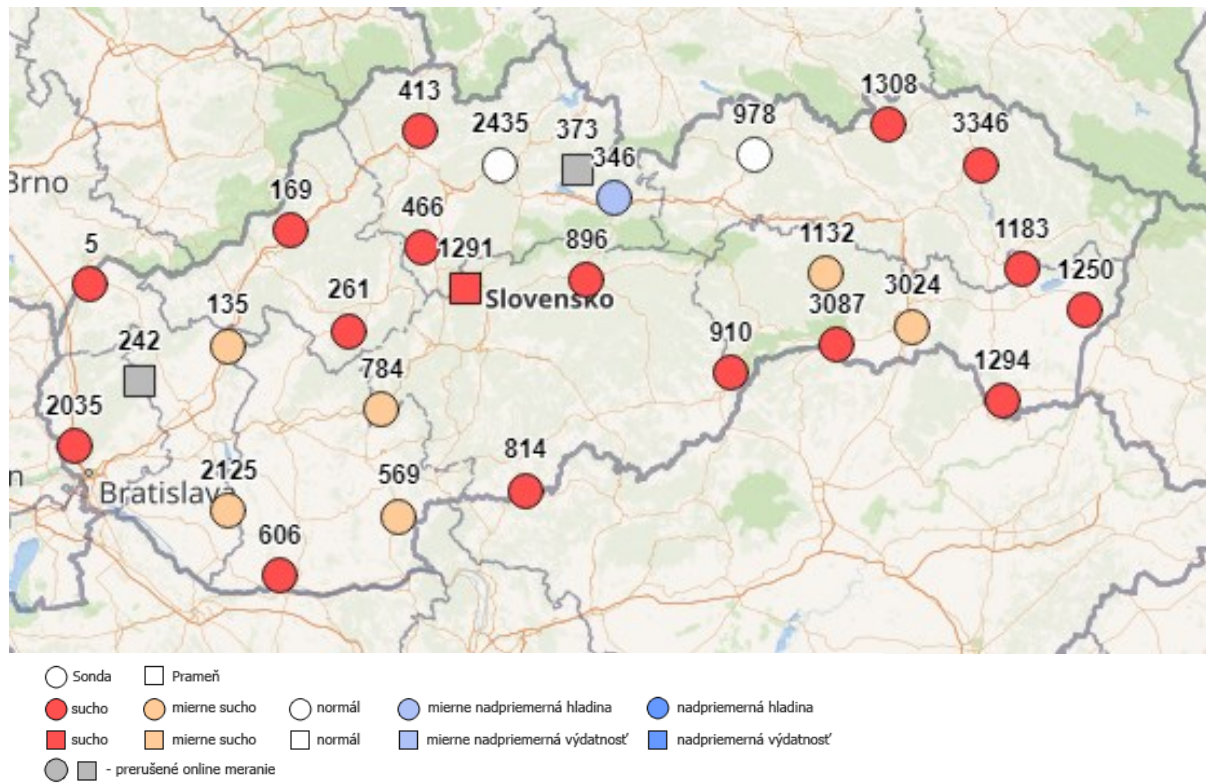 413
2435
373
978
1308
3346
346
Brno
169
466
1291
896
1132
1183
5
135
261
Slovensko
3087
3024
1250
242
784
910
1294
2035
2125
569
814
n
Bratislava
606
Sonda
Prameň
sucho
mierne sucho
normál
mierne nadpriemerná hladina
nadpriemerná hladina
sucho
mierne sucho
normál
mierne nadpriemerná výdatnosť
nadpriemerná výdatnosť
- prerušené online meranie